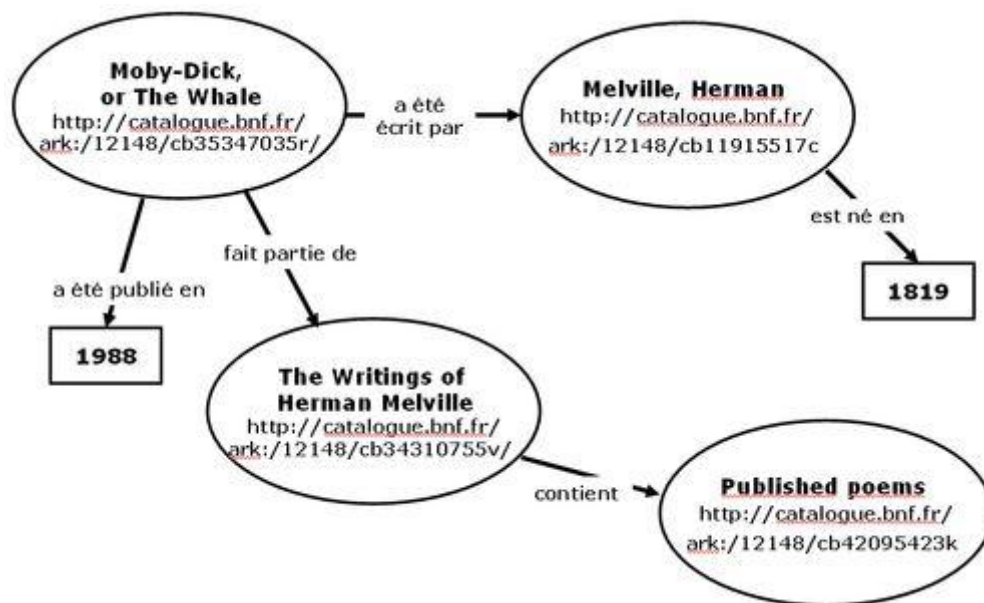 Moby-Dick,
or The Whale
http://catalogue.bnf.fr/
ark:/12148/cb35347035r/
a été
écrit par
Melville, Herman
http://catalogue.bnf.fr/
ark:/12148/cb11915517c
est né en
1819
fait partie de
a été publié en
1988
The Writings of
Herman Melville
http://catalogue.bnf.fr/
ark:/12148/cb34310755v/
contient
Published poems
http://catalogue.bnf.fr/
ark:/12148/cb42095423k